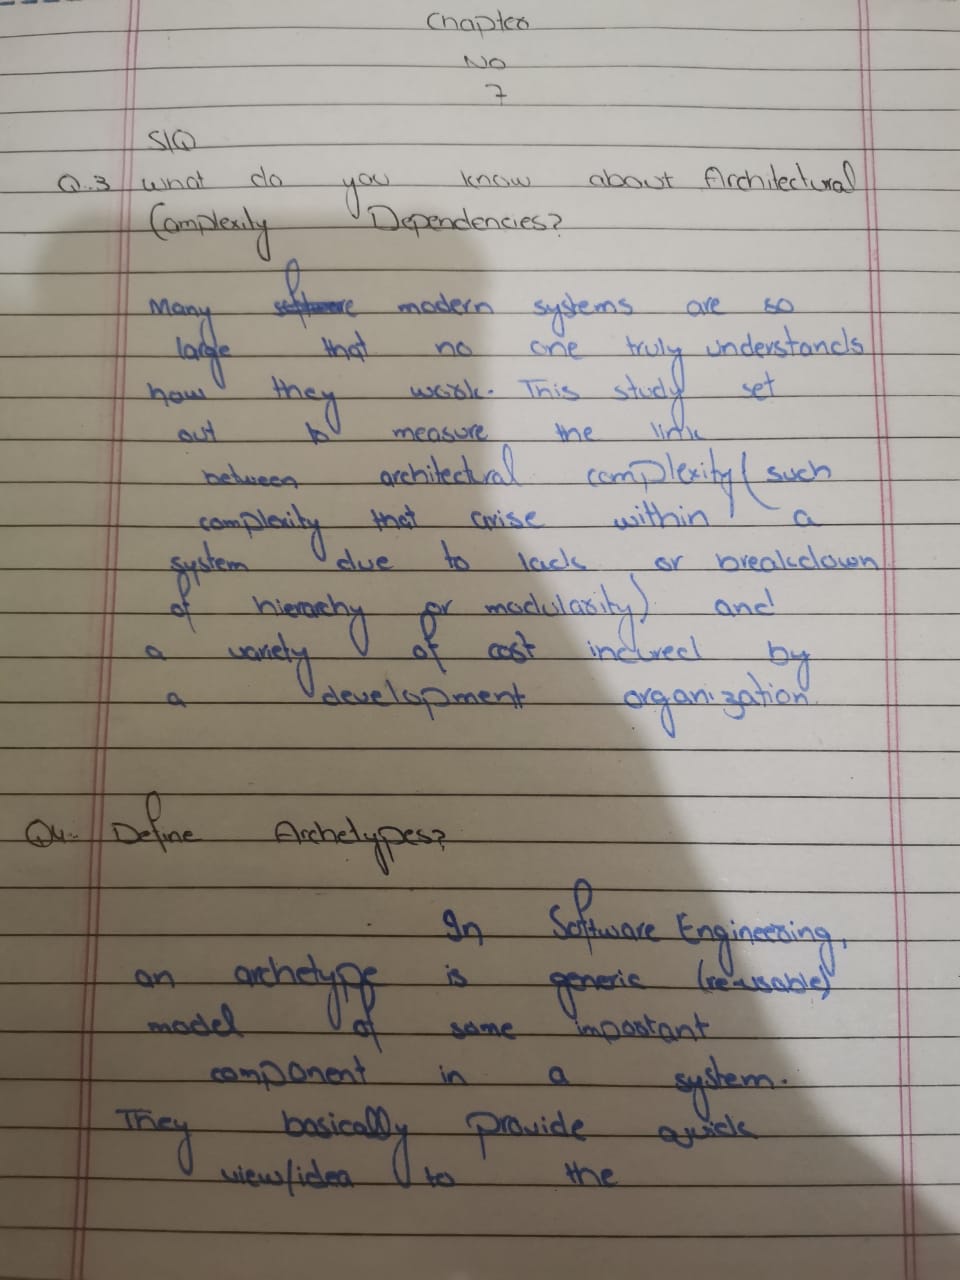 Chapter
No
7
S/Q
Q.3 What do you know about Architectural
Complexity Dependencies?
Many software modern systems are so
large that no one truly understands
how they work. This study set
out to measure the link
between architectural complexity (such
complexity that arise within a
system due to lack or breakdown
of hierachy or modularity) and
a variety of cost incured by
a development organization.
Q4. Define Archetypes?
In Software Engineering,
an archetype is generic (re-usable)
model of some important
component in a system.
They basically provide quick
view/idea to the